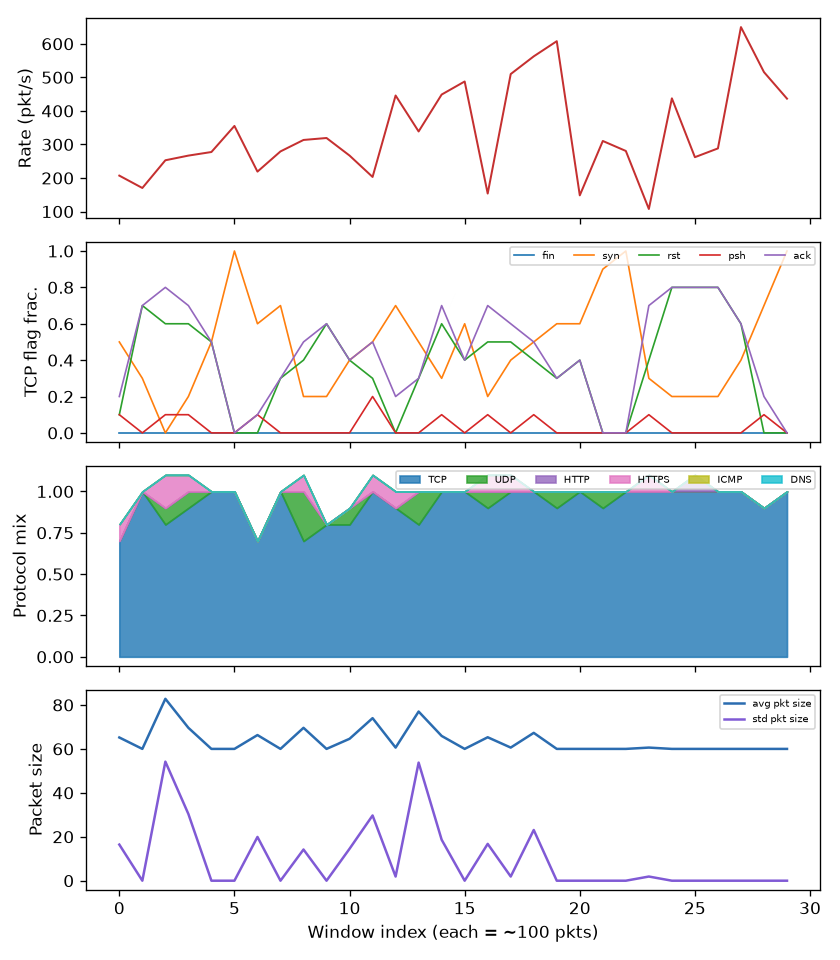 600
500
400
300
200
100
Rate (pkt/s)
fin syn rst psh ack
1.0
0.8
0.6
0.4
0.2
0.0
TCP flag frac.
TCP UDP HTTP HTTPS ICMP DNS
1.00
0.75
0.50
0.25
0.00
Protocol mix
avg pkt size
std pkt size
80
60
40
20
0
Packet size
0 5 10 15 20 25 30
Window index (each = ~100 pkts)